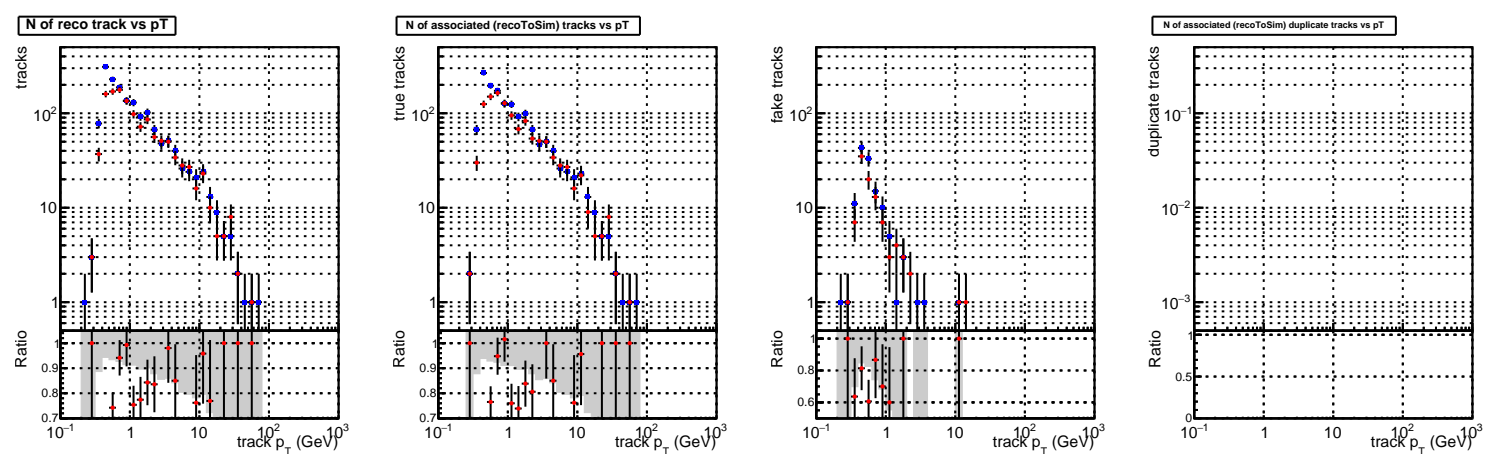 N of reco track vs pT
tracks
10²
10
1
Ratio
1
0.9
0.8
0.7
10⁻¹ 1 10 10² 10³
track p_T (GeV)
N of associated (recoToSim) tracks vs pT
true tracks
10²
10
1
Ratio
1
0.9
0.8
0.7
10⁻¹ 1 10 10² 10³
track p_T (GeV)
fake tracks
10²
10
1
Ratio
1
0.8
0.6
10⁻¹ 1 10 10² 10³
track p_T (GeV)
N of associated (recoToSim) duplicate tracks vs pT
duplicate tracks
10⁻¹
10⁻²
10⁻³
Ratio
1
0.5
0
10⁻¹ 1 10 10² 10³
track p_T (GeV)